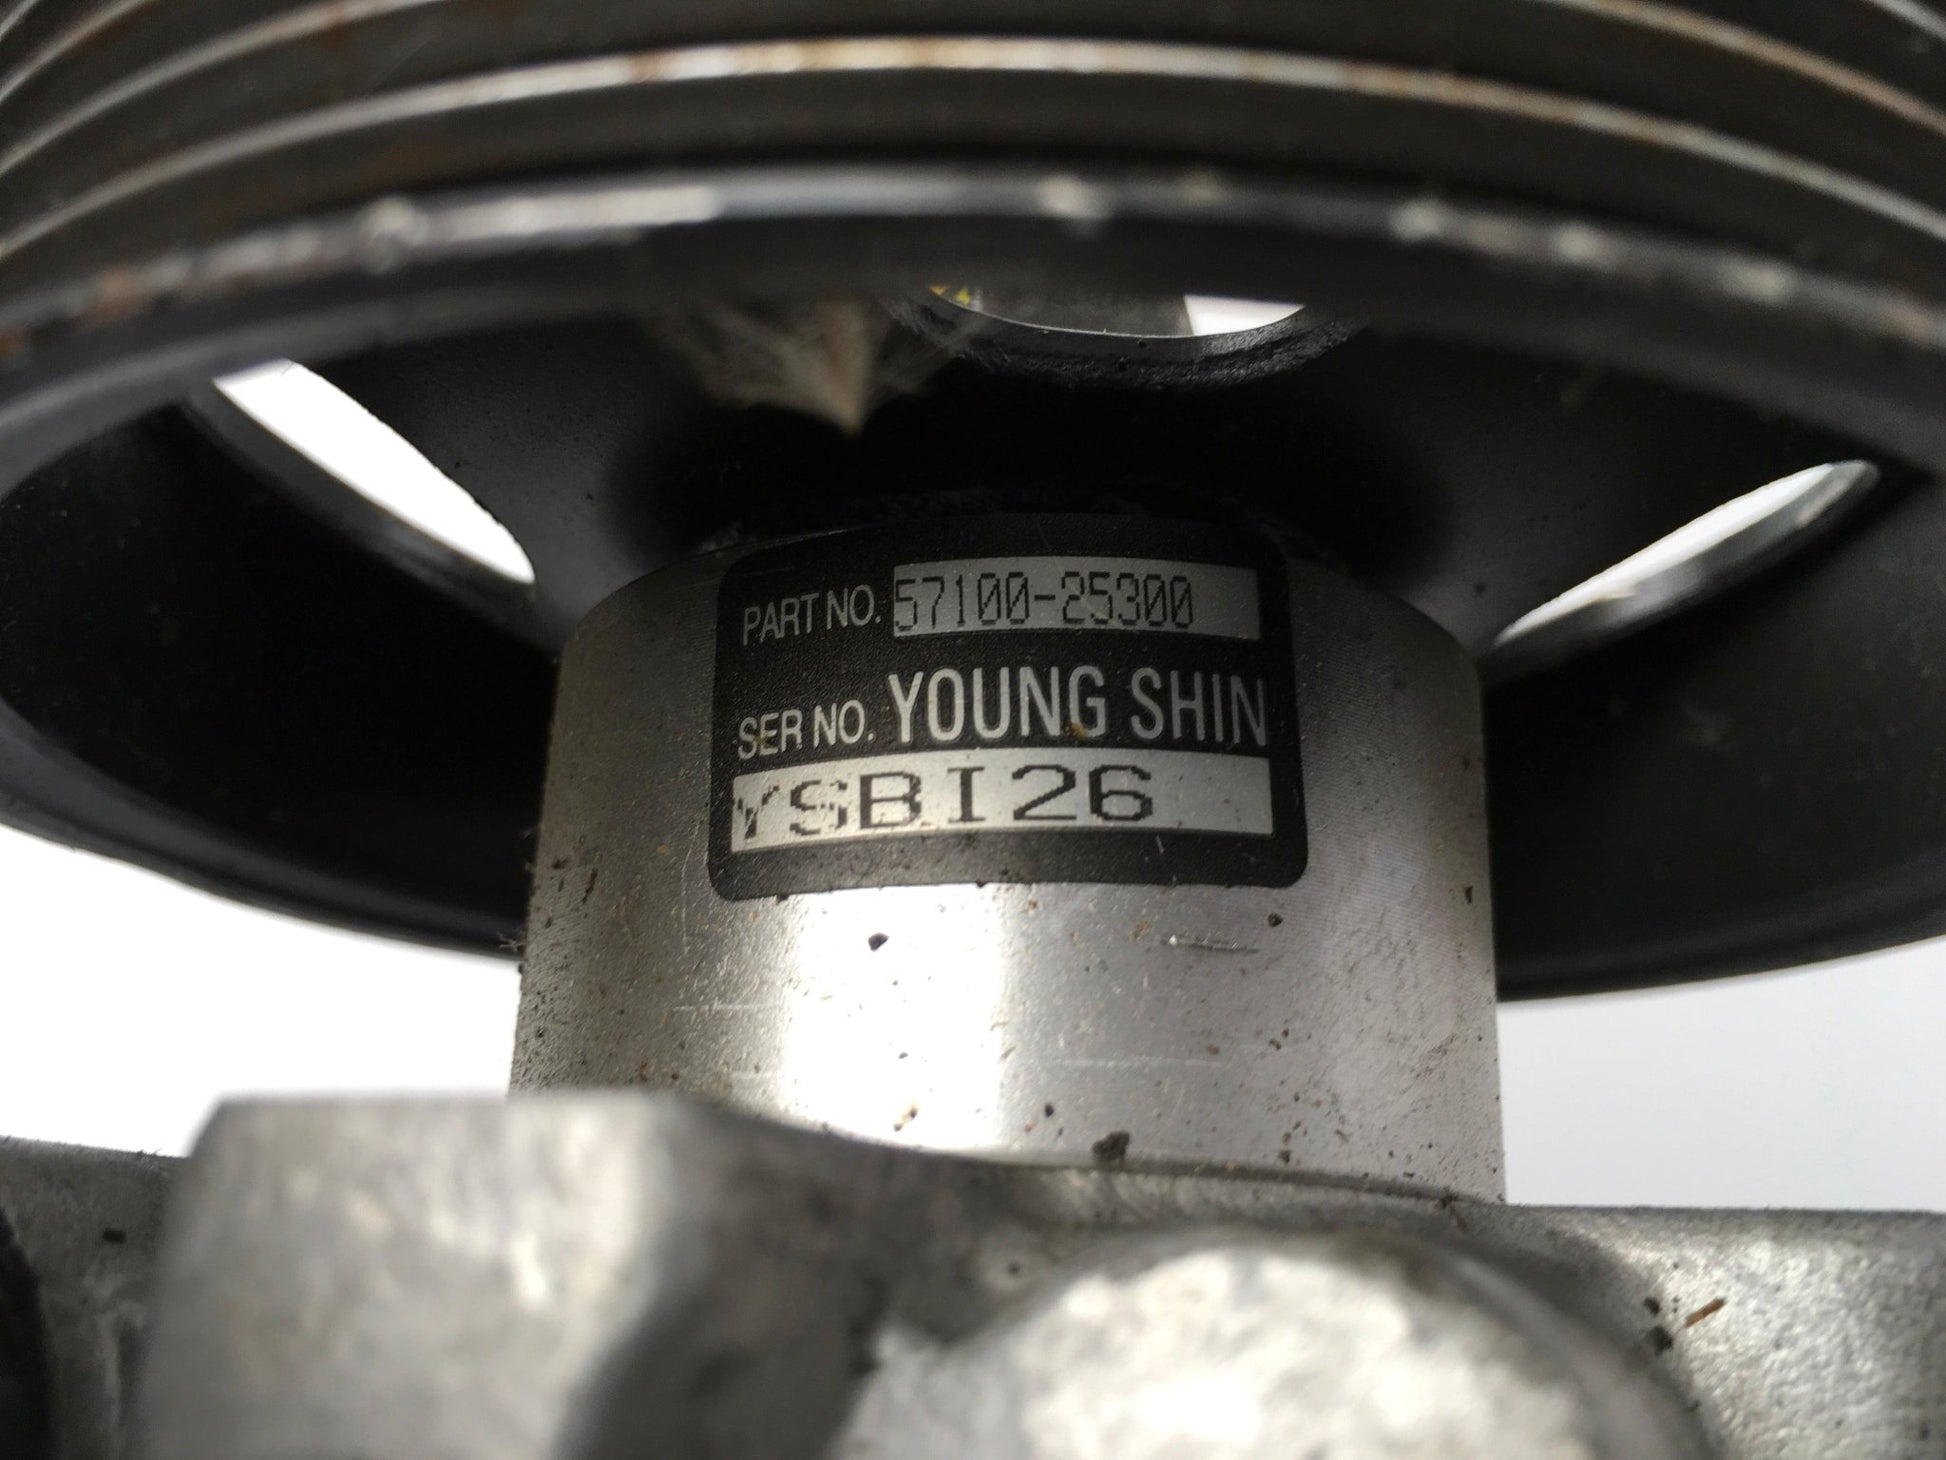 PART NO. 57100-25300
SER NO. YOUNG SHIN
YSBI26